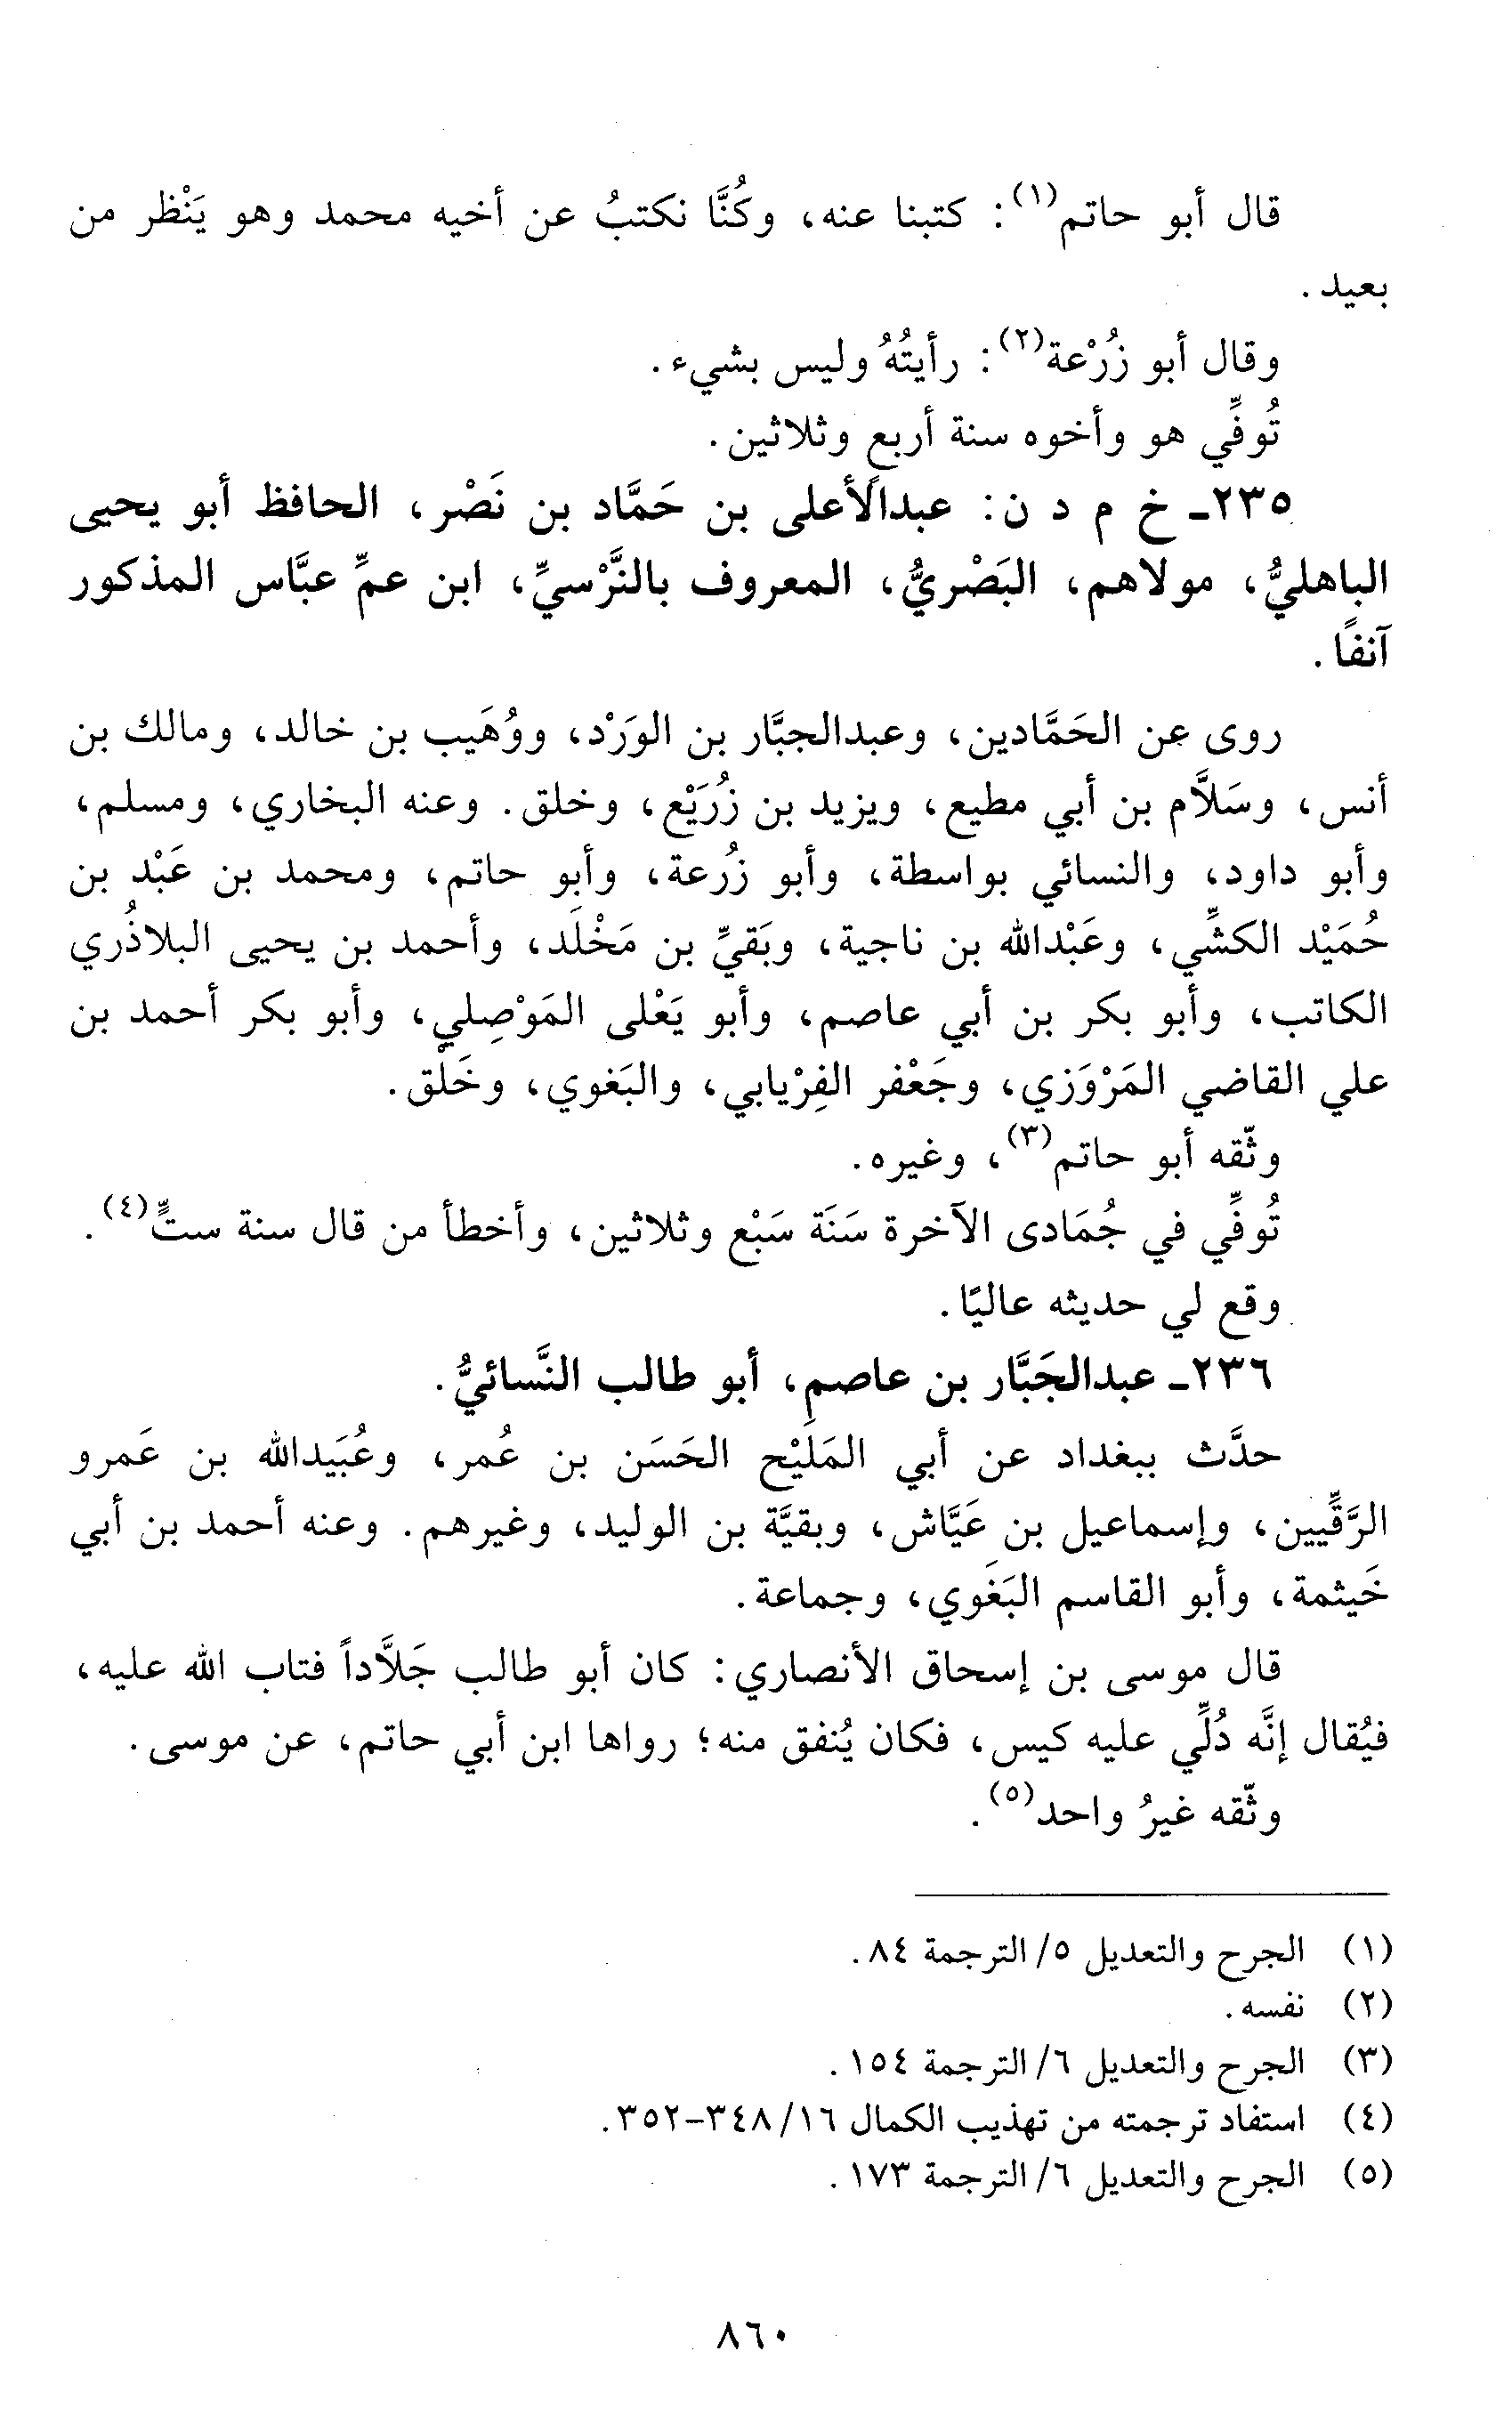 قال أبو حاتم(١): كتبنا عنه، وكُنَّا نكتبُ عن أخيه محمد وهو يَنْظر من
بعيد.
وقال أبو زُرْعة(٢): رأيتُهُ وليس بشيء.
تُوفِّي هو وأخوه سنة أربع وثلاثين.
٢٣٥ـ خ م د ن: عبدالأعلى بن حَمَّاد بن نَصْر، الحافظ أبو يحيى
الباهليُّ، مولاهم، البَصْريُّ، المعروف بالنَّرْسيِّ، ابن عمِّ عبَّاس المذكور
آنفًا.
روى عن الحَمَّادين، وعبدالجبَّار بن الوَرْد، ووُهَيب بن خالد، ومالك بن
أنس، وسَلاَّم بن أبي مطيع، ويزيد بن زُرَيْع، وخلق. وعنه البخاري، ومسلم،
وأبو داود، والنسائي بواسطة، وأبو زُرعة، وأبو حاتم، ومحمد بن عَبْد بن
حُمَيْد الكشِّي، وعَبْدالله بن ناجية، وبَقيِّ بن مَخْلَد، وأحمد بن يحيى البلاذُري
الكاتب، وأبو بكر بن أبي عاصم، وأبو يَعْلى المَوْصِلي، وأبو بكر أحمد بن
علي القاضي المَرْوَزي، وجَعْفر الفِرْيابي، والبَغوي، وخَلْق.
وثّقه أبو حاتم(٣)، وغيره.
تُوفِّي في جُمَادى الآخرة سَنَة سَبْع وثلاثين، وأخطأ من قال سنة ستٍّ(٤).
وقع لي حديثه عاليًا.
٢٣٦ـ عبدالجَبَّار بن عاصم، أبو طالب النَّسائيُّ.
حدَّث ببغداد عن أبي المَلَيْح الحَسَن بن عُمر، وعُبَيدالله بن عَمرو
الرَّقِّيين، وإسماعيل بن عَيَّاش، وبقيَّة بن الوليد، وغيرهم. وعنه أحمد بن أبي
خَيثمة، وأبو القاسم البَغَوي، وجماعة.
قال موسى بن إسحاق الأنصاري: كان أبو طالب جَلاَّداً فتاب الله عليه،
فيُقال إنَّه دُلِّي عليه كيس، فكان يُنفق منه؛ رواها ابن أبي حاتم، عن موسى.
وثّقه غيرُ واحد(٥).
(١) الجرح والتعديل ٥/ الترجمة ٨٤.
(٢) نفسه.
(٣) الجرح والتعديل ٦/ الترجمة ١٥٤.
(٤) استفاد ترجمته من تهذيب الكمال ١٦/ ٣٤٨-٣٥٢.
(٥) الجرح والتعديل ٦/ الترجمة ١٧٣.
٨٦٠